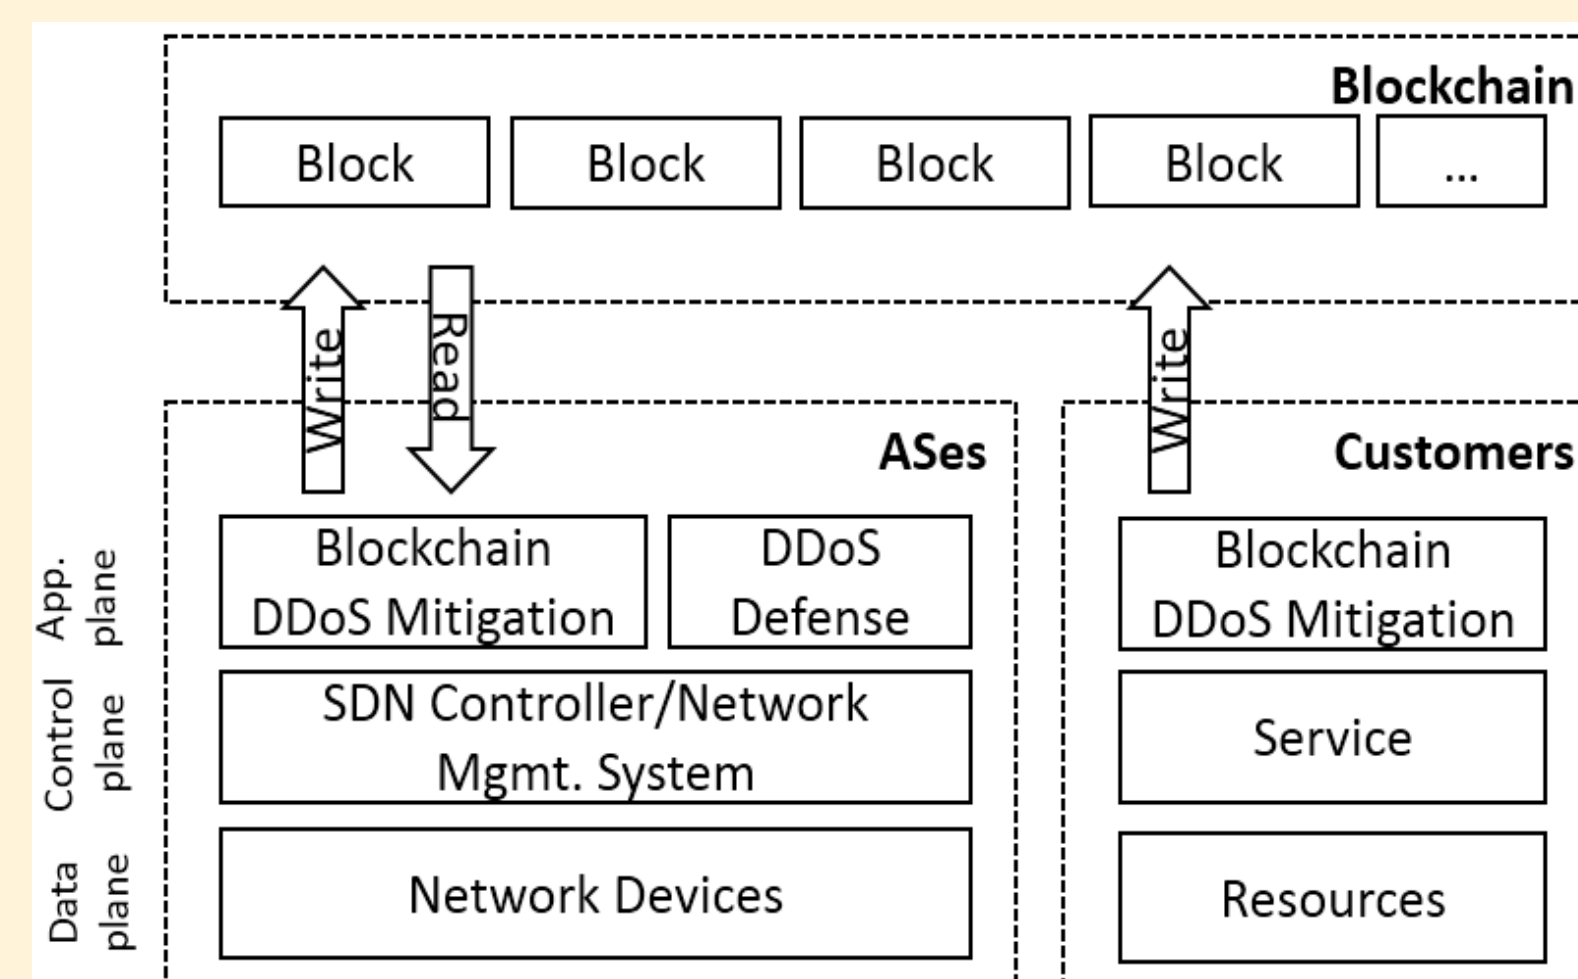 Blockchain
Block
Block
Block
Block
...
Write
Read
Write
ASes
Customers
App.
plane
Blockchain
DDoS Mitigation
DDoS
Defense
Blockchain
DDoS Mitigation
Control
plane
SDN Controller/Network
Mgmt. System
Service
Data
plane
Network Devices
Resources